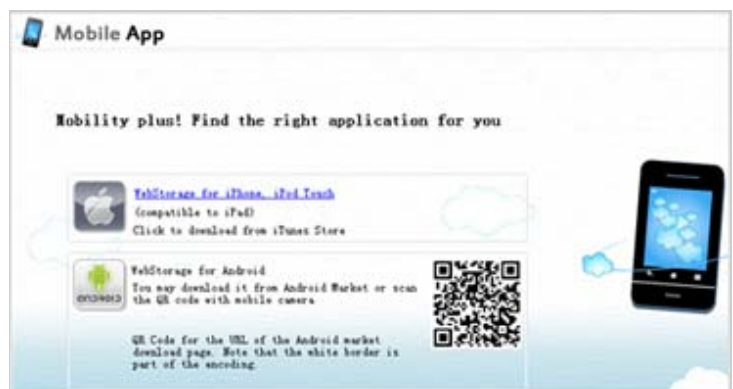 Mobile App
Mobility plus! Find the right application for you
WebStorage for iPhone, iPod Touch
(compatible to iPad)
Click to download from iTunes Store
WebStorage for Android
You may download it from Android Market or scan
the QR code with mobile camera
QR Code for the URL of the Android market
download page. Note that the white border is
part of the encoding.
ANDROID